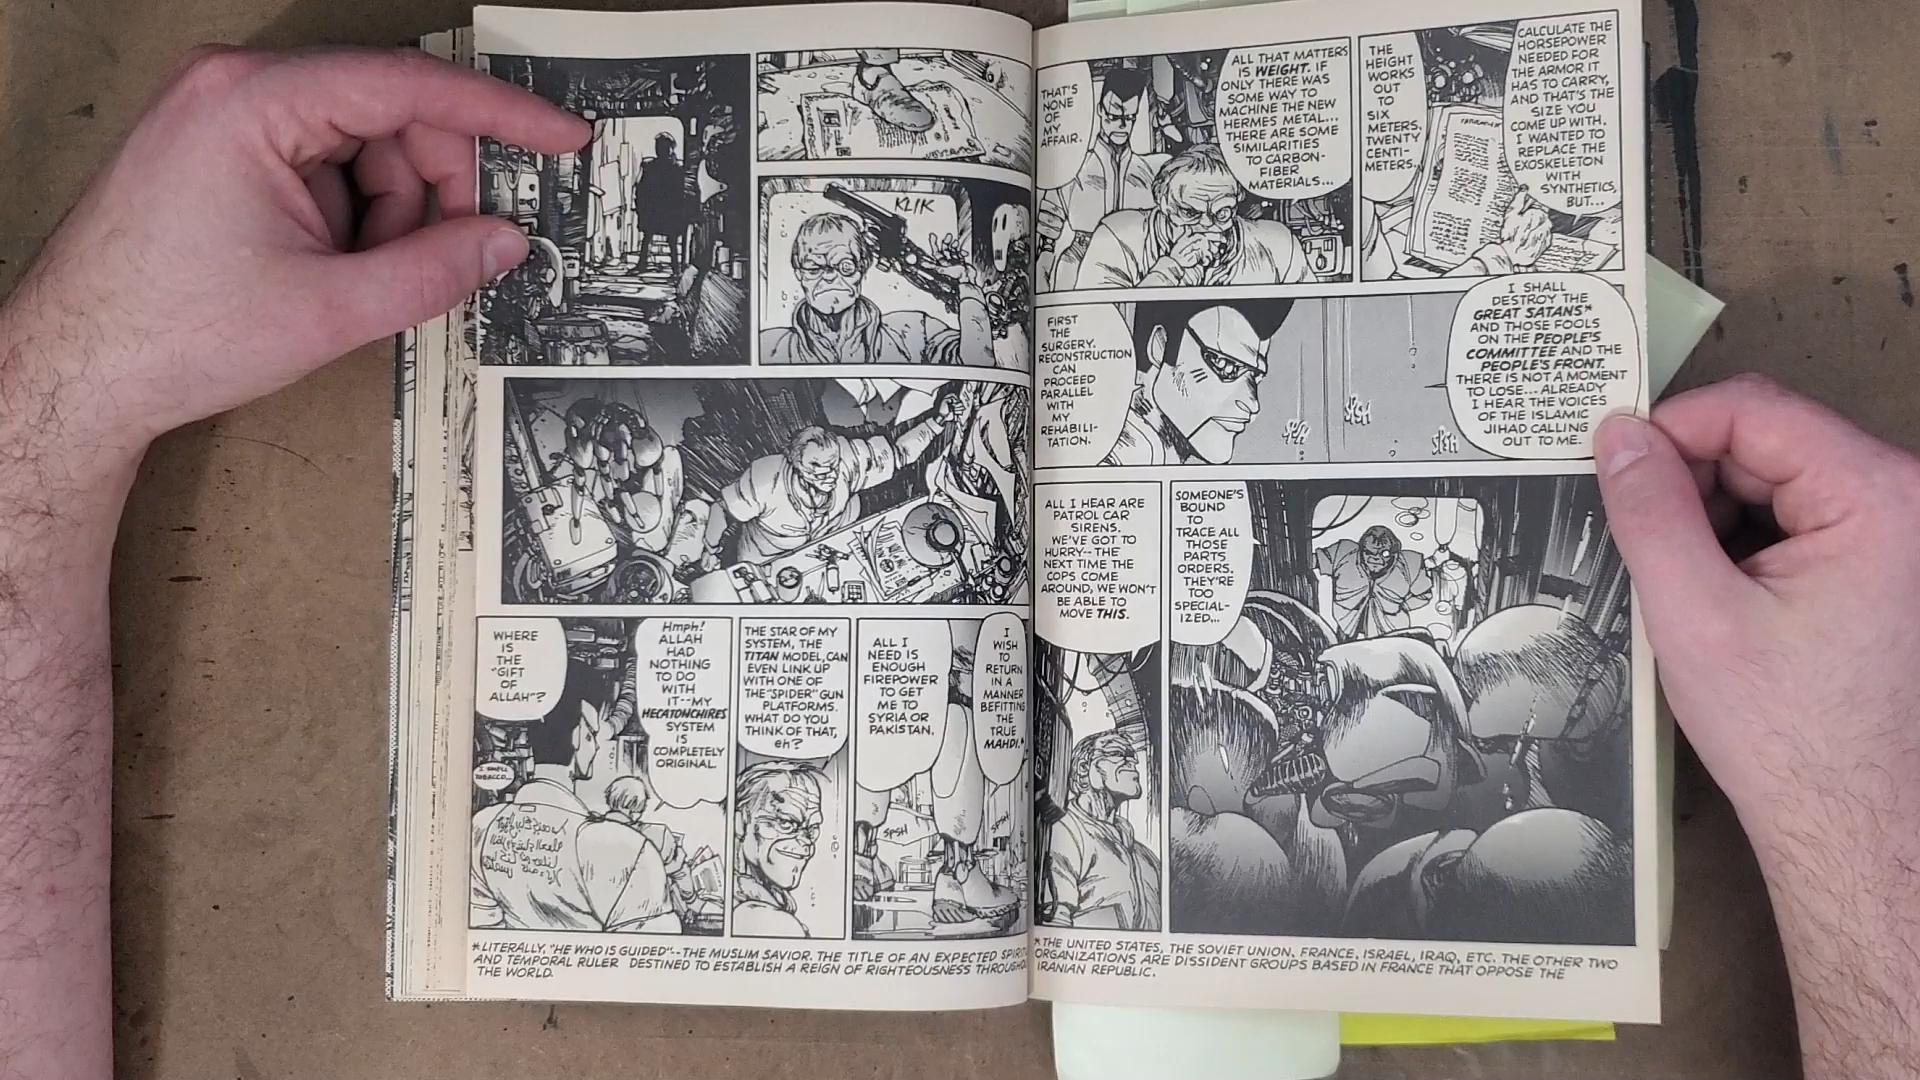 KLIK
WHERE
IS
THE
"GIFT
OF
ALLAH"?
I SMELL
TOBACCO...
Hmph!
ALLAH
HAD
NOTHING
TO DO
WITH
IT--MY
HECATONCHIRES
SYSTEM
IS
COMPLETELY
ORIGINAL.
THE STAR OF MY
SYSTEM, THE
TITAN MODEL, CAN
EVEN LINK UP
WITH ONE OF
THE "SPIDER" GUN
PLATFORMS.
WHAT DO YOU
THINK OF THAT,
eh?
ALL I
NEED IS
ENOUGH
FIREPOWER
TO GET
ME TO
SYRIA OR
PAKISTAN.
I
WISH
TO
RETURN
IN A
MANNER
BEFITTING
THE
TRUE
MAHDI.*
SPSH
SPSH
*LITERALLY, "HE WHO IS GUIDED"--THE MUSLIM SAVIOR. THE TITLE OF AN EXPECTED
AND TEMPORAL RULER DESTINED TO ESTABLISH A REIGN OF RIGHTEOUSNESS
THE WORLD.
THAT'S
NONE
OF
MY
AFFAIR.
ALL THAT MATTERS
IS WEIGHT. IF
ONLY THERE WAS
SOME WAY TO
MACHINE THE NEW
HERMES METAL...
THERE ARE SOME
SIMILARITIES
TO CARBON-
FIBER
MATERIALS...
THE
HEIGHT
WORKS
OUT
TO
SIX
METERS,
TWENTY
CENTI-
METERS.
CALCULATE THE
HORSEPOWER
NEEDED FOR
THE ARMOR IT
HAS TO CARRY,
AND THAT'S THE
SIZE YOU
COME UP WITH.
I WANTED TO
REPLACE THE
EXOSKELETON
WITH
SYNTHETICS,
BUT...
FIRST
THE
SURGERY.
RECONSTRUCTION
CAN
PROCEED
PARALLEL
WITH
MY
REHABILI-
TATION.
I SHALL
DESTROY THE
GREAT SATANS*
AND THOSE FOOLS
ON THE PEOPLE'S
COMMITTEE AND THE
PEOPLE'S FRONT.
THERE IS NOT A MOMENT
TO LOSE... ALREADY
I HEAR THE VOICES
OF THE ISLAMIC
JIHAD CALLING
OUT TO ME.
ALL I HEAR ARE
PATROL CAR
SIRENS.
WE'VE GOT TO
HURRY--THE
NEXT TIME THE
COPS COME
AROUND, WE WON'T
BE ABLE TO
MOVE THIS.
SOMEONE'S
BOUND
TO
TRACE ALL
THOSE
PARTS
ORDERS.
THEY'RE
TOO
SPECIAL-
IZED...
*THE UNITED STATES, THE SOVIET UNION, FRANCE, ISRAEL, IRAQ, ETC. THE OTHER TWO
ORGANIZATIONS ARE DISSIDENT GROUPS BASED IN FRANCE THAT OPPOSE THE
IRANIAN REPUBLIC.